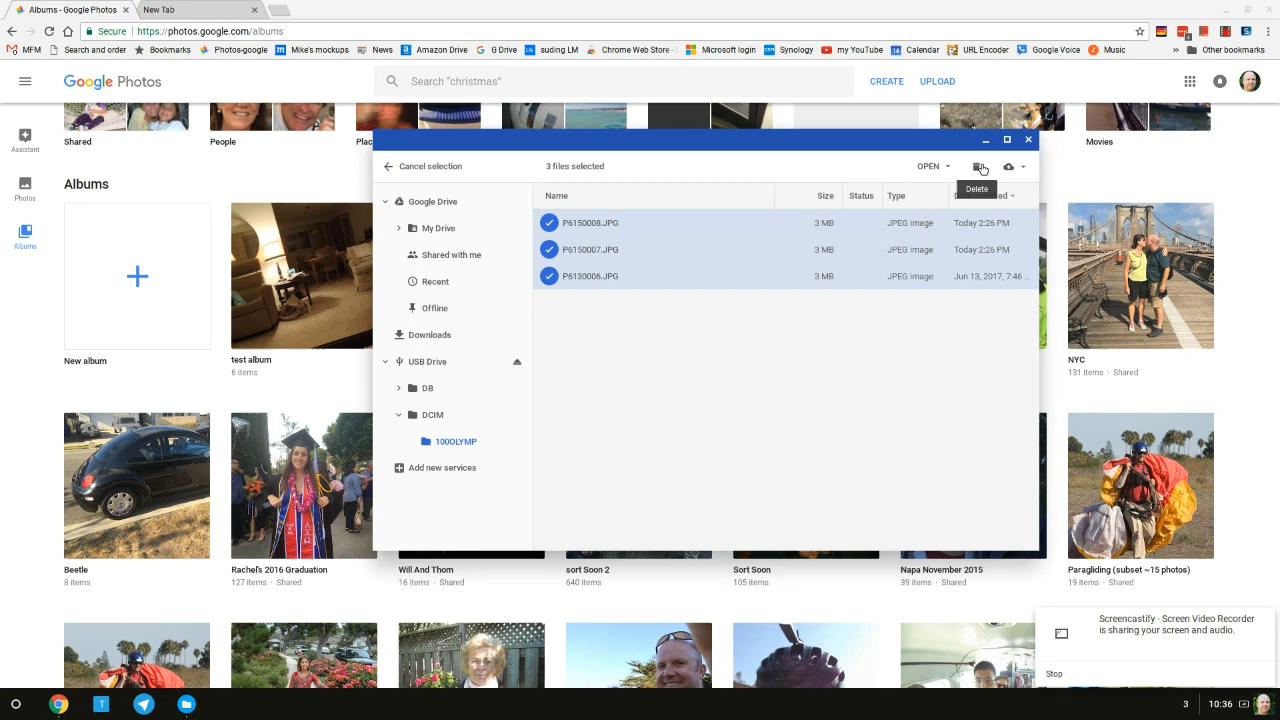 Albums - Google Photos
New Tab
Secure https://photos.google.com/albums
MFM Search and order Bookmarks Photos-google Mike's mockups News Amazon Drive G Drive suding LM Chrome Web Store - Microsoft login Synology my YouTube Calendar URL Encoder Google Voice Music » Other bookmarks
Google Photos
Search "christmas"
CREATE UPLOAD
Assistant
Photos
Albums
Shared People Plac Movies
Cancel selection 3 files selected OPEN
Delete
Albums
Google Drive
My Drive
Shared with me
Recent
Offline
Downloads
USB Drive
DB
DCIM
100OLYMP
Add new services
Name Size Status Type
P6150008.JPG 3 MB JPEG image Today 2:26 PM
P6150007.JPG 3 MB JPEG image Today 2:26 PM
P6130006.JPG 3 MB JPEG image Jun 13, 2017, 7:46 ...
New album
test album
6 items
NYC
131 items · Shared
Beetle
8 items
Rachel's 2016 Graduation
127 items · Shared
Will And Thom
16 items · Shared
sort Soon 2
640 items
Sort Soon
105 items
Napa November 2015
39 items · Shared
Paragliding (subset ~15 photos)
19 items · Shared
Screencastify - Screen Video Recorder
is sharing your screen and audio.
Stop
T
3 10:36